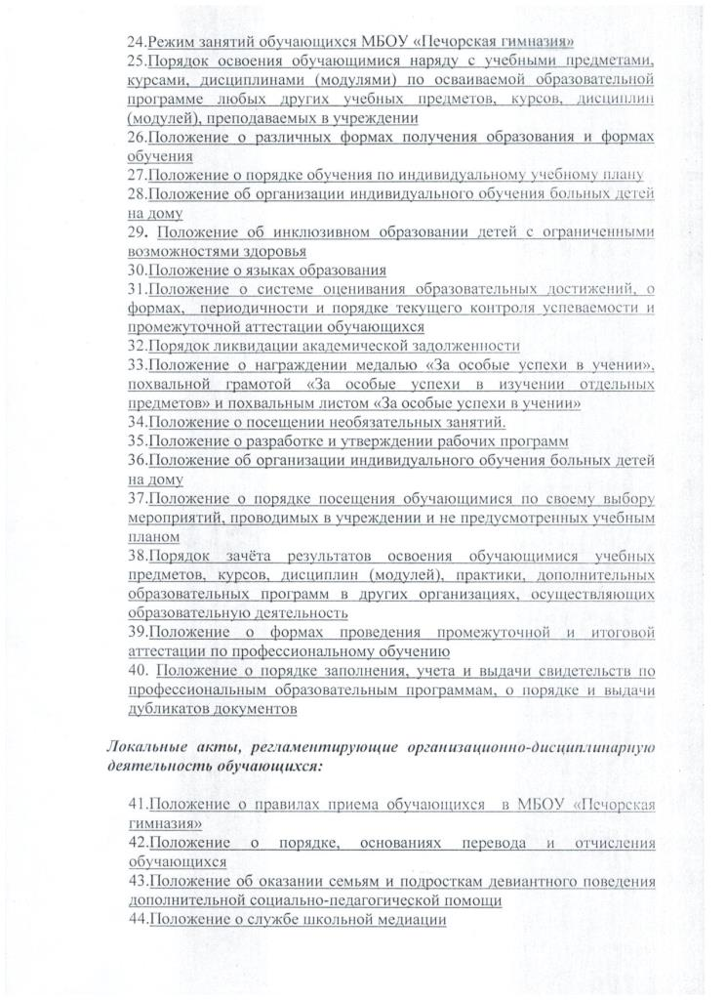 24.Режим занятий обучающихся МБОУ «Печорская гимназия»
25.Порядок освоения обучающимися наряду с учебными предметами,
курсами, дисциплинами (модулями) по осваиваемой образовательной
программе любых других учебных предметов, курсов, дисциплин
(модулей), преподаваемых в учреждении
26.Положение о различных формах получения образования и формах
обучения
27.Положение о порядке обучения по индивидуальному учебному плану
28.Положение об организации индивидуального обучения больных детей
на дому
29. Положение об инклюзивном образовании детей с ограниченными
возможностями здоровья
30.Положение о языках образования
31.Положение о системе оценивания образовательных достижений, о
формах, периодичности и порядке текущего контроля успеваемости и
промежуточной аттестации обучающихся
32.Порядок ликвидации академической задолженности
33.Положение о награждении медалью «За особые успехи в учении»,
похвальной грамотой «За особые успехи в изучении отдельных
предметов» и похвальным листом «За особые успехи в учении»
34.Положение о посещении необязательных занятий.
35.Положение о разработке и утверждении рабочих программ
36.Положение об организации индивидуального обучения больных детей
на дому
37.Положение о порядке посещения обучающимися по своему выбору
мероприятий, проводимых в учреждении и не предусмотренных учебным
планом
38.Порядок зачёта результатов освоения обучающимися учебных
предметов, курсов, дисциплин (модулей), практики, дополнительных
образовательных программ в других организациях, осуществляющих
образовательную деятельность
39.Положение о формах проведения промежуточной и итоговой
аттестации по профессиональному обучению
40. Положение о порядке заполнения, учета и выдачи свидетельств по
профессиональным образовательным программам, о порядке и выдачи
дубликатов документов
Локальные акты, регламентирующие организационно-дисциплинарную
деятельность обучающихся:
41.Положение о правилах приема обучающихся в МБОУ «Печорская
гимназия»
42.Положение о порядке, основаниях перевода и отчисления
обучающихся
43.Положение об оказании семьям и подросткам девиантного поведения
дополнительной социально-педагогической помощи
44.Положение о службе школьной медиации